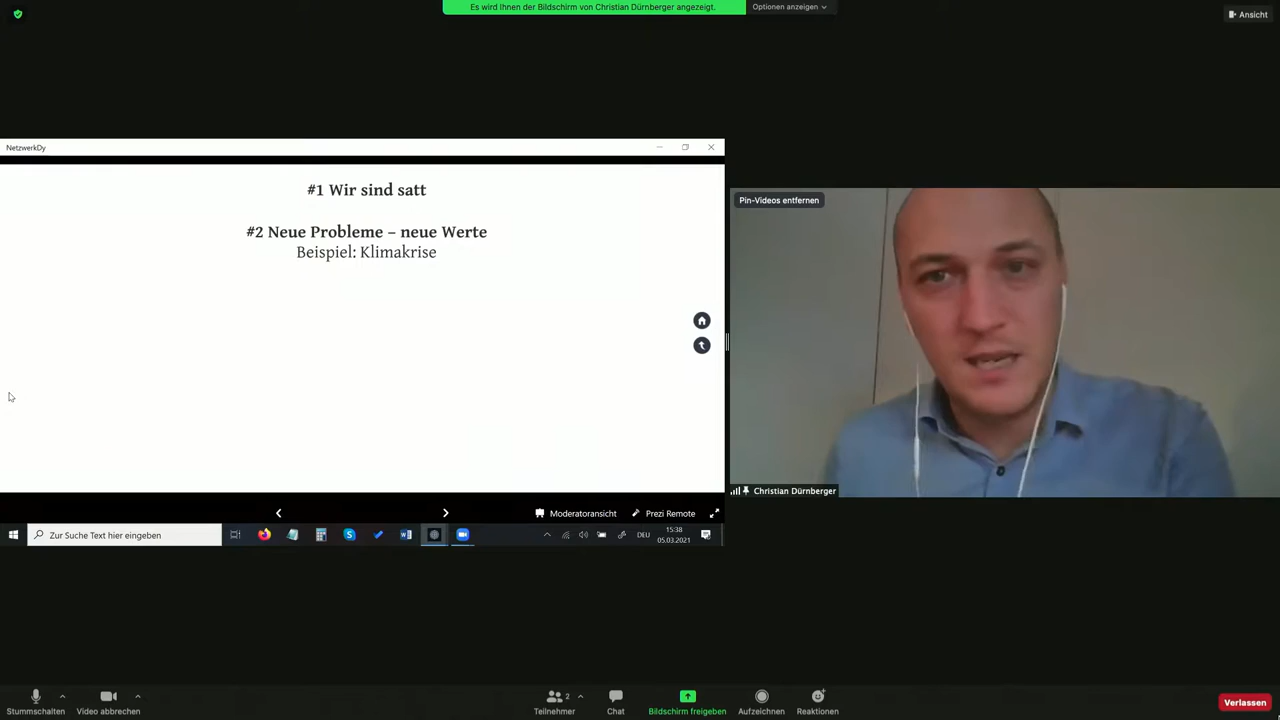 Es wird Ihnen der Bildschirm von Christian Dürnberger angezeigt.
Optionen anzeigen
Ansicht
NetzwerkDy
#1 Wir sind satt
#2 Neue Probleme – neue Werte
Beispiel: Klimakrise
Pin-Videos entfernen
Christian Dürnberger
Moderatoransicht
Prezi Remote
Zur Suche Text hier eingeben
DEU
15:38
05.03.2021
Stummschalten
Video abbrechen
2
Teilnehmer
Chat
Bildschirm freigeben
Aufzeichnen
Reaktionen
Verlassen